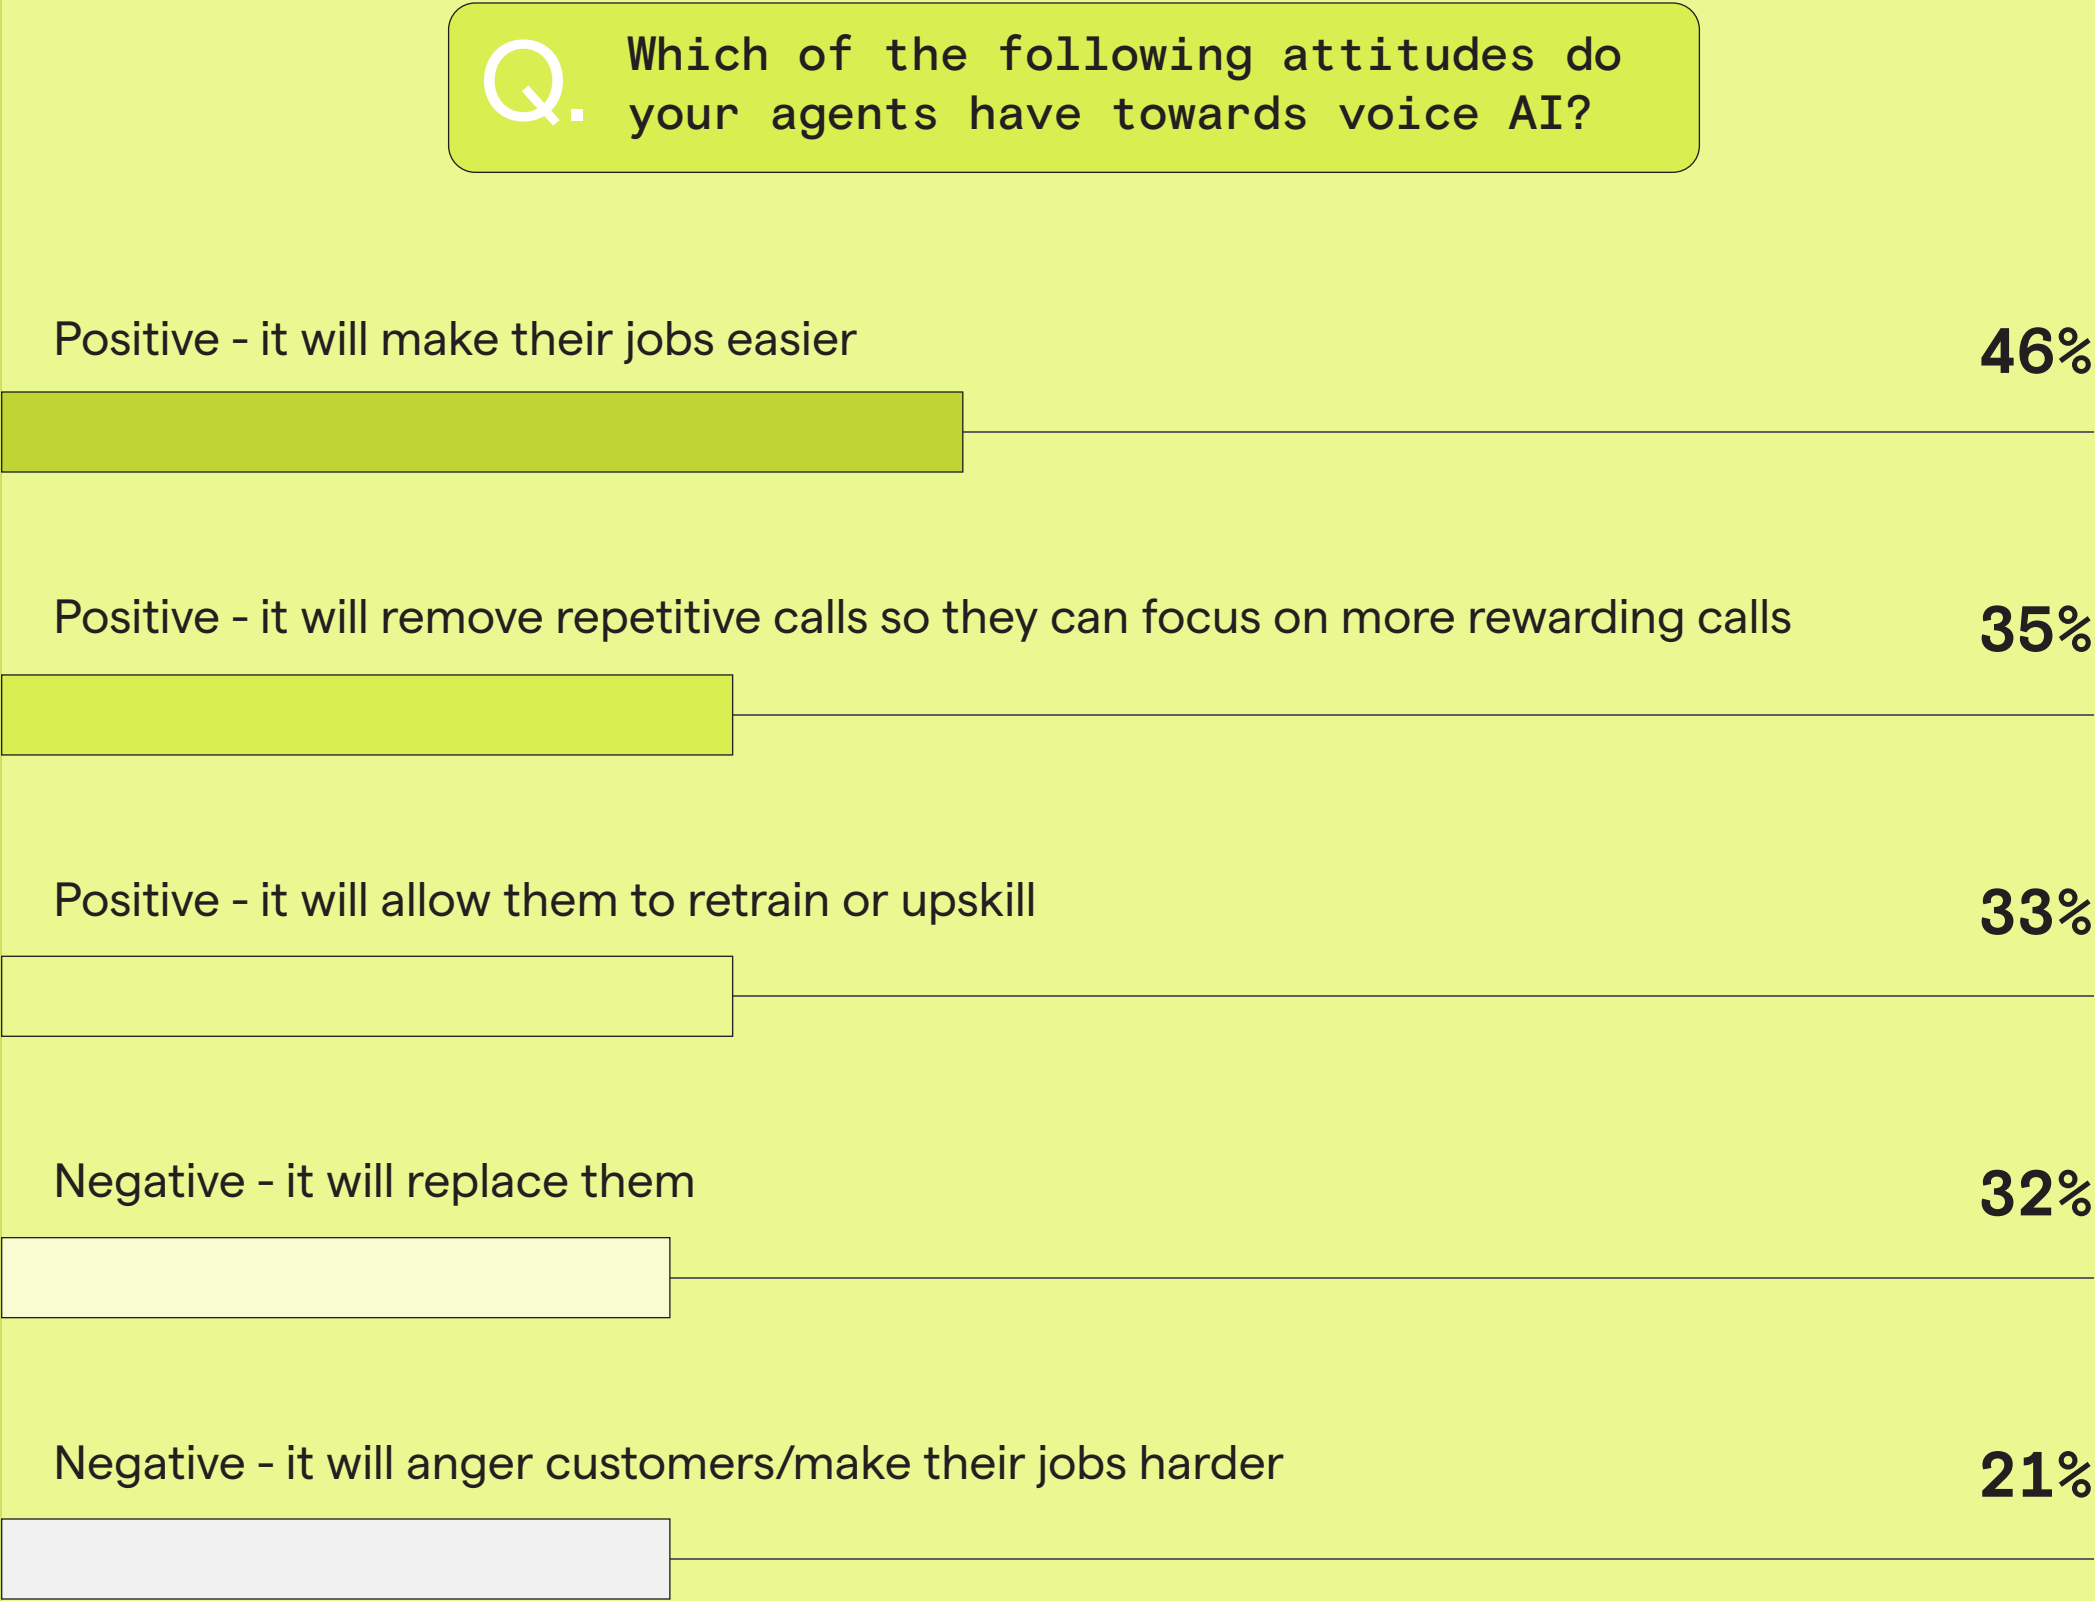 Q.
Which of the following attitudes do
your agents have towards voice AI?
Positive - it will make their jobs easier
46%
Positive - it will remove repetitive calls so they can focus on more rewarding calls
35%
Positive - it will allow them to retrain or upskill
33%
Negative - it will replace them
32%
Negative - it will anger customers/make their jobs harder
21%